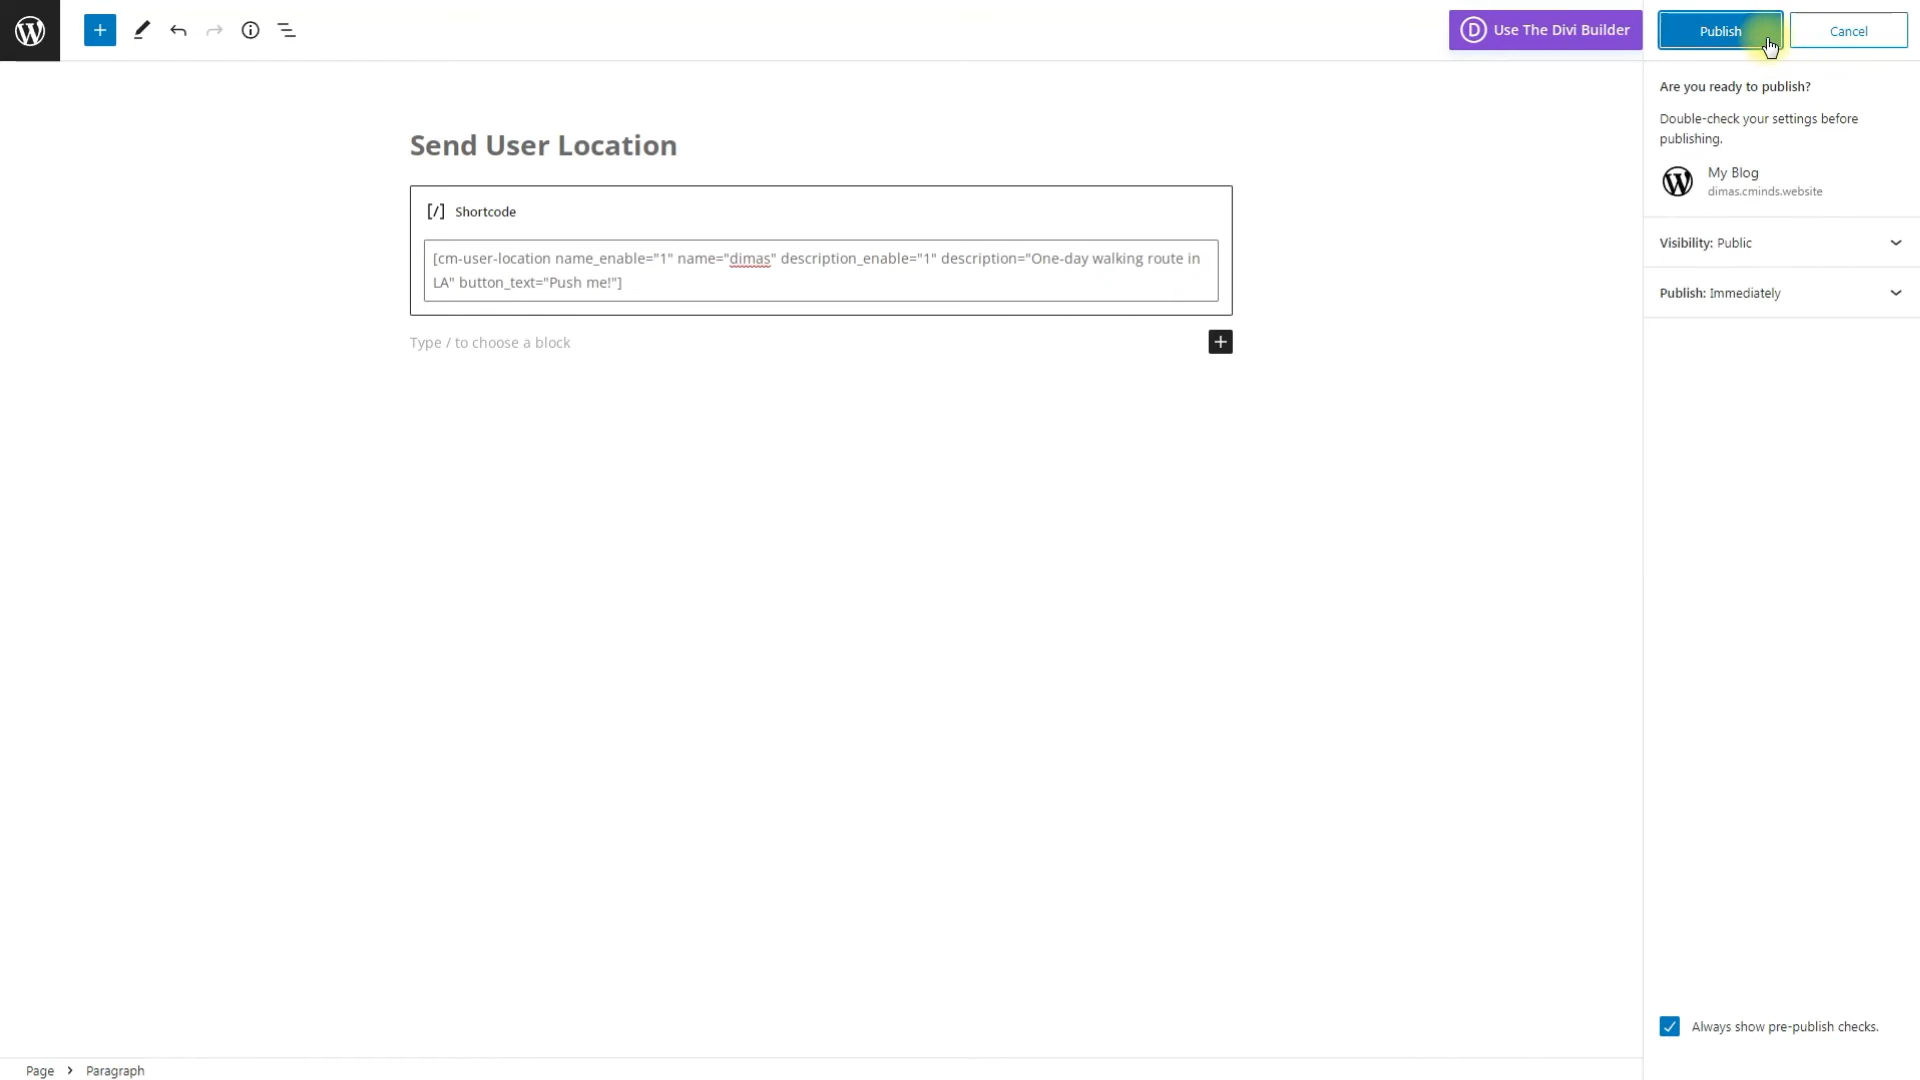 Use The Divi Builder
Publish
Cancel
Are you ready to publish?
Double-check your settings before
publishing.
My Blog
dimas.cminds.website
Visibility: Public
Publish: Immediately
Send User Location
[/] Shortcode
[cm-user-location name_enable="1" name="dimas" description_enable="1" description="One-day walking route in
LA" button_text="Push me!"]
Type / to choose a block
Always show pre-publish checks.
Page > Paragraph